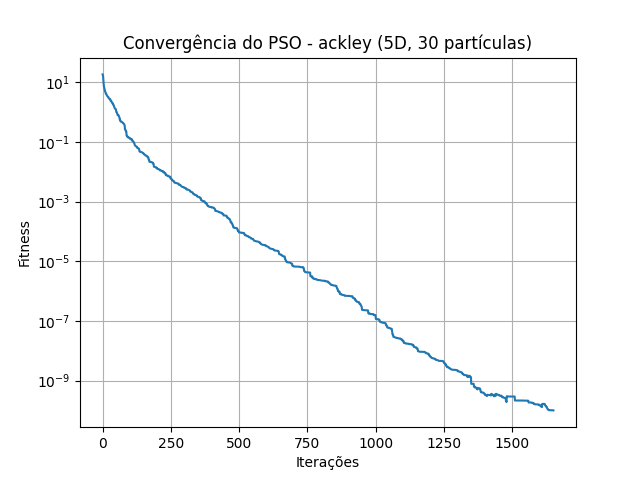 Convergência do PSO - ackley (5D, 30 partículas)
10^1
10^-1
10^-3
10^-5
10^-7
10^-9
Fitness
0 250 500 750 1000 1250 1500
Iterações